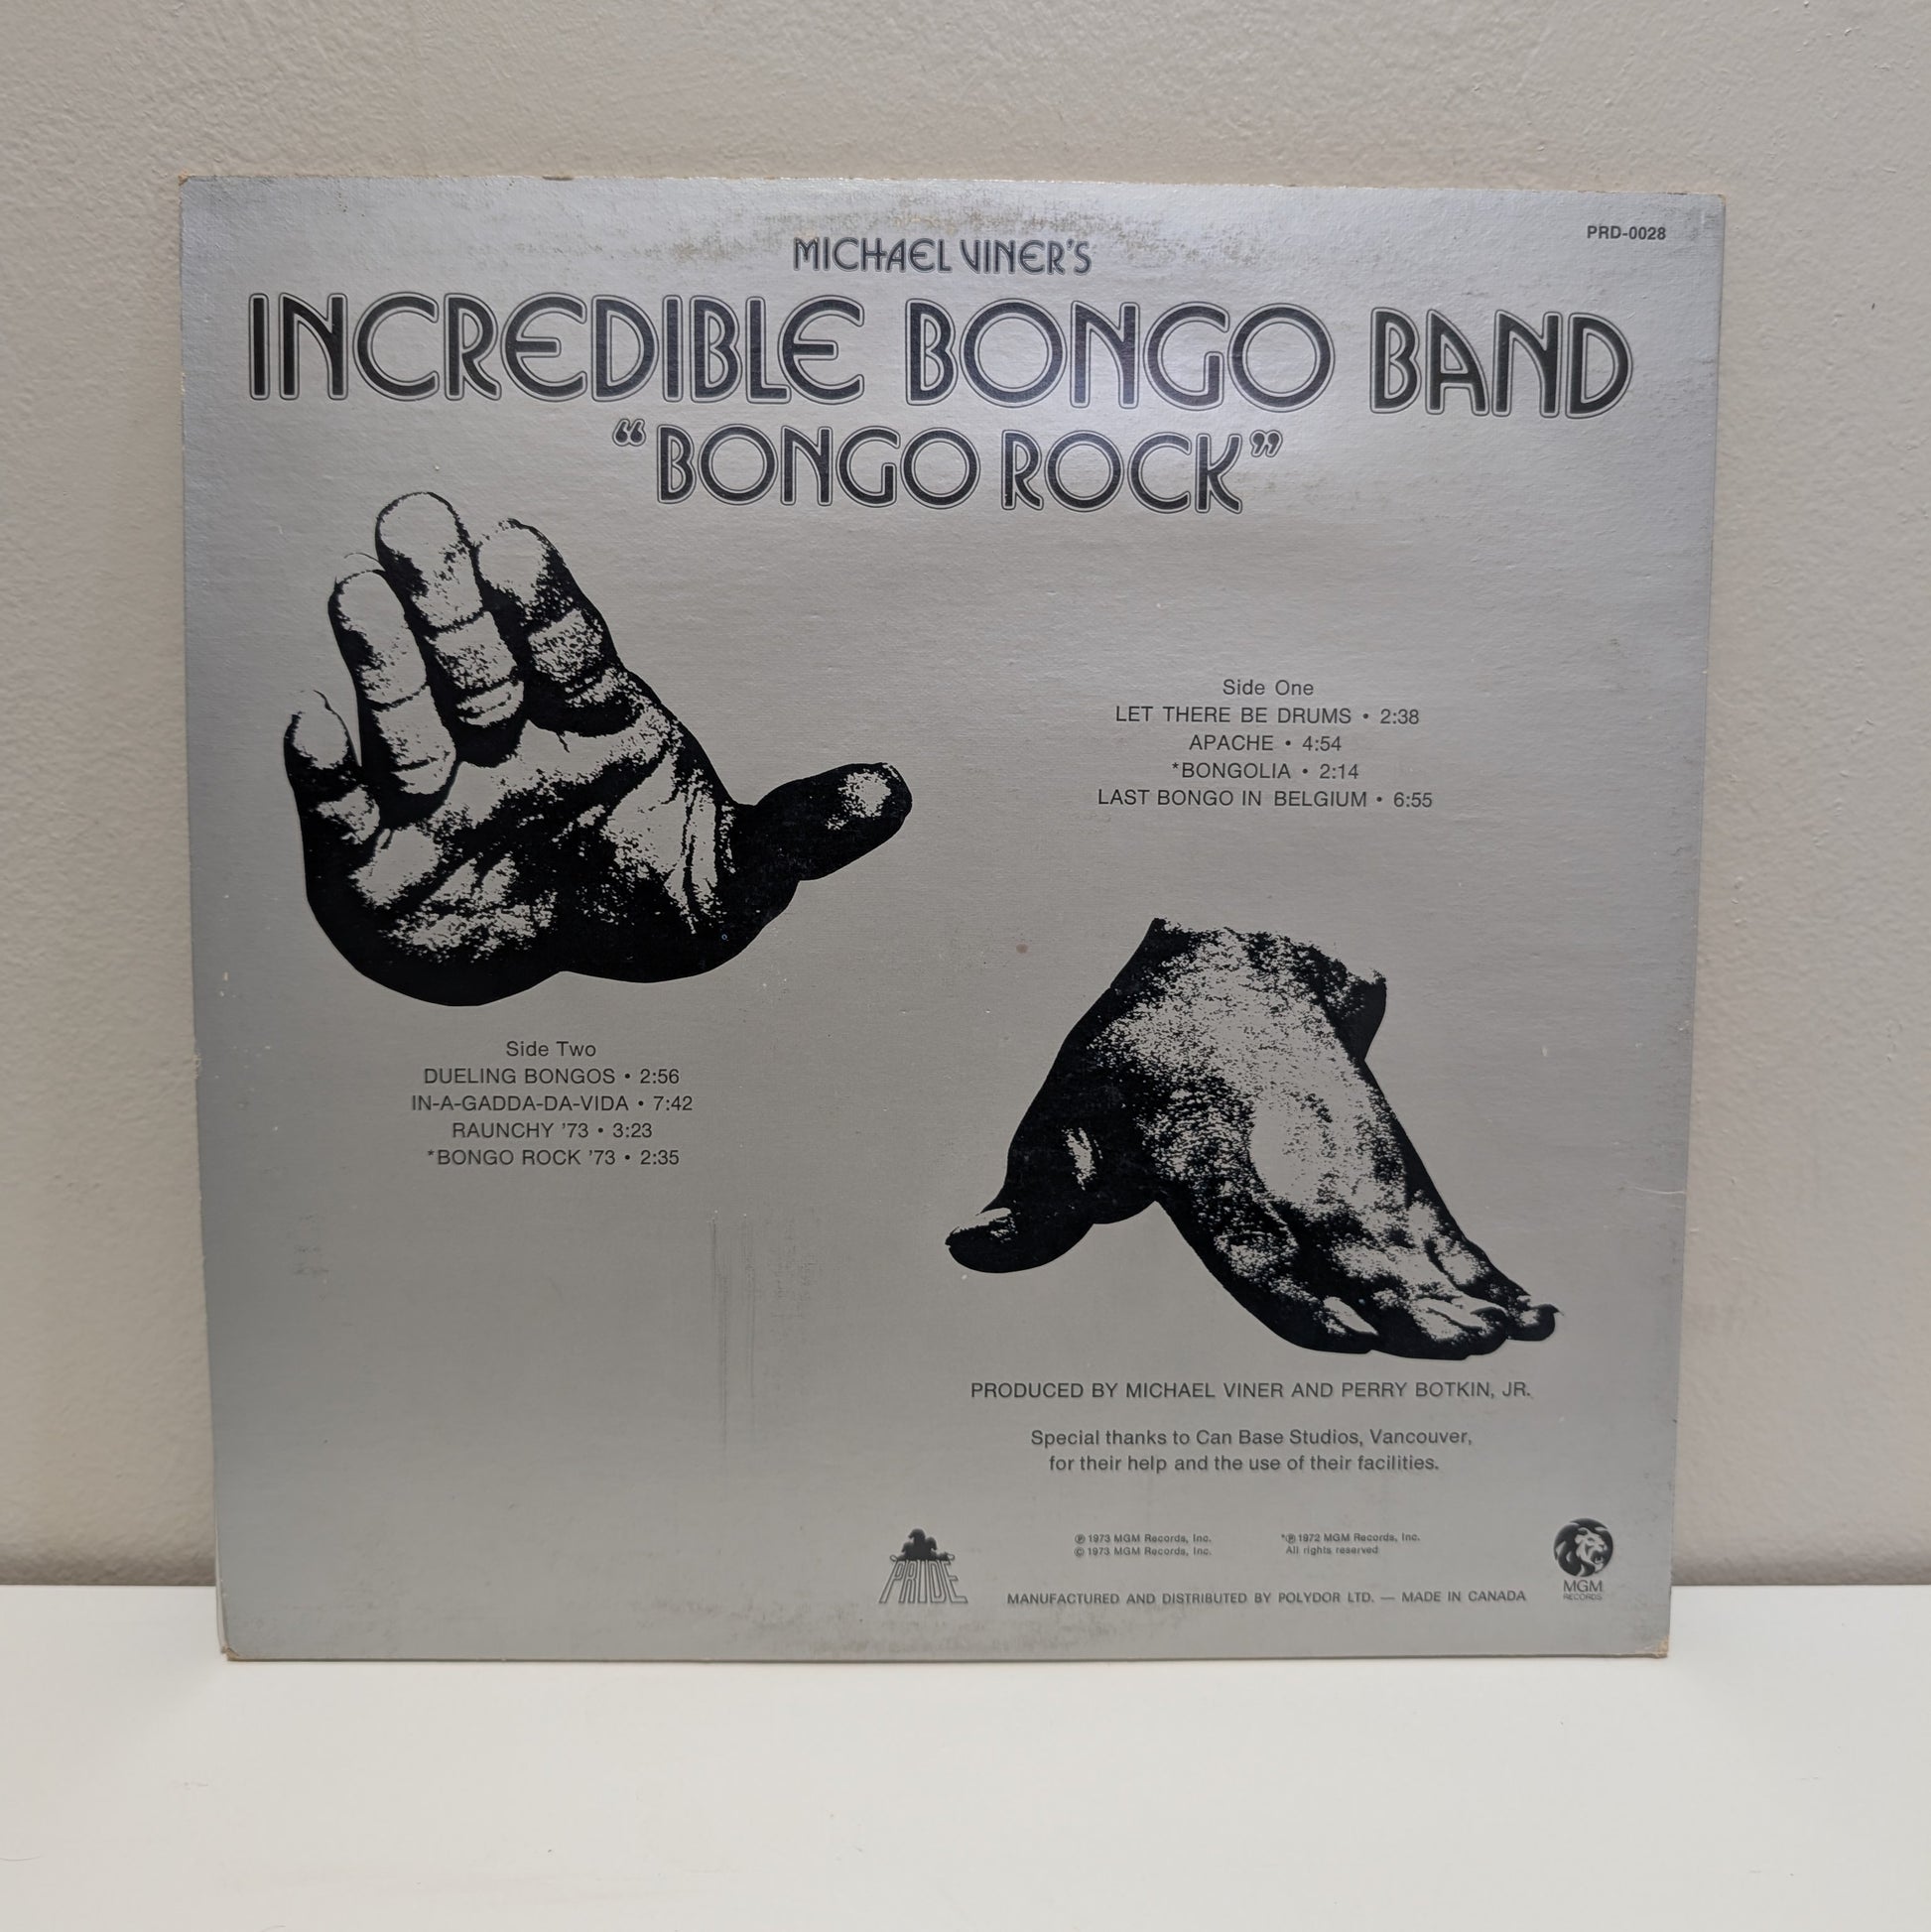 PRD-0028
MICHAEL VINER'S
INCREDIBLE BONGO BAND
“BONGO ROCK”
Side One
LET THERE BE DRUMS • 2:38
APACHE • 4:54
*BONGOLIA • 2:14
LAST BONGO IN BELGIUM • 6:55
Side Two
DUELING BONGOS • 2:56
IN-A-GADDA-DA-VIDA • 7:42
RAUNCHY '73 • 3:23
*BONGO ROCK '73 • 2:35
PRODUCED BY MICHAEL VINER AND PERRY BOTKIN, JR.
Special thanks to Can Base Studios, Vancouver,
for their help and the use of their facilities.
PRIDE
℗ 1973 MGM Records, Inc.
© 1973 MGM Records, Inc.
*℗ 1972 MGM Records, Inc.
All rights reserved
MANUFACTURED AND DISTRIBUTED BY POLYDOR LTD. — MADE IN CANADA
MGM
RECORDS